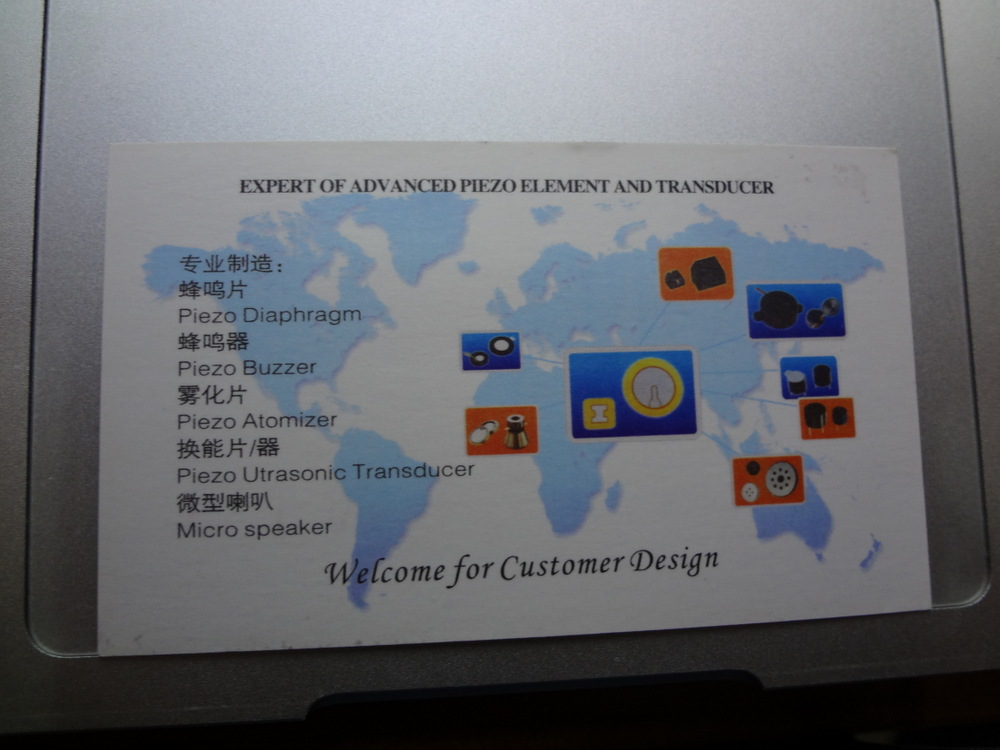 EXPERT OF ADVANCED PIEZO ELEMENT AND TRANSDUCER
专业制造:
蜂鸣片
Piezo Diaphragm
蜂鸣器
Piezo Buzzer
雾化片
Piezo Atomizer
换能片/器
Piezo Utrasonic Transducer
微型喇叭
Micro speaker
Welcome for Customer Design